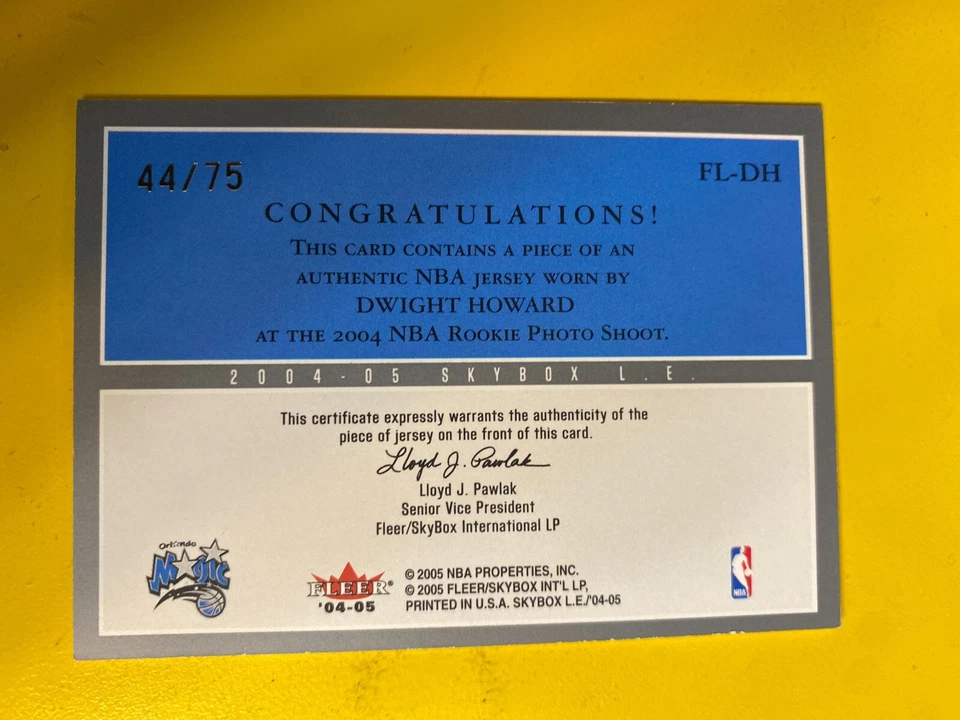 44/75
FL-DH
CONGRATULATIONS!
THIS CARD CONTAINS A PIECE OF AN
AUTHENTIC NBA JERSEY WORN BY
DWIGHT HOWARD
AT THE 2004 NBA ROOKIE PHOTO SHOOT.
2004-05 SKYBOX L.E.
This certificate expressly warrants the authenticity of the
piece of jersey on the front of this card.
Lloyd J. Pawlak
Lloyd J. Pawlak
Senior Vice President
Fleer/SkyBox International LP
Orlando
Magic
FLEER®
'04-05
© 2005 NBA PROPERTIES, INC.
© 2005 FLEER/SKYBOX INT'L LP,
PRINTED IN U.S.A. SKYBOX L.E./'04-05
NBA